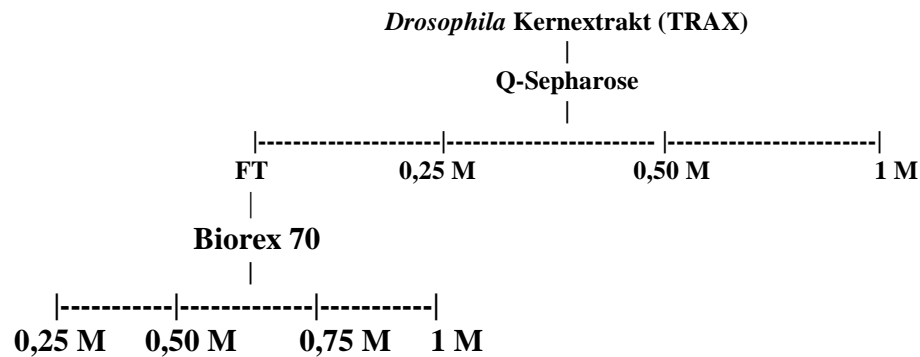 Drosophila Kernextrakt (TRAX)
|
Q-Sepharose
|
|----------------|------------------- |------------------|
FT 0,25 M 0,50 M 1 M
|
Biorex 70
|
|----------|------------|----------|
0,25 M 0,50 M 0,75 M 1 M